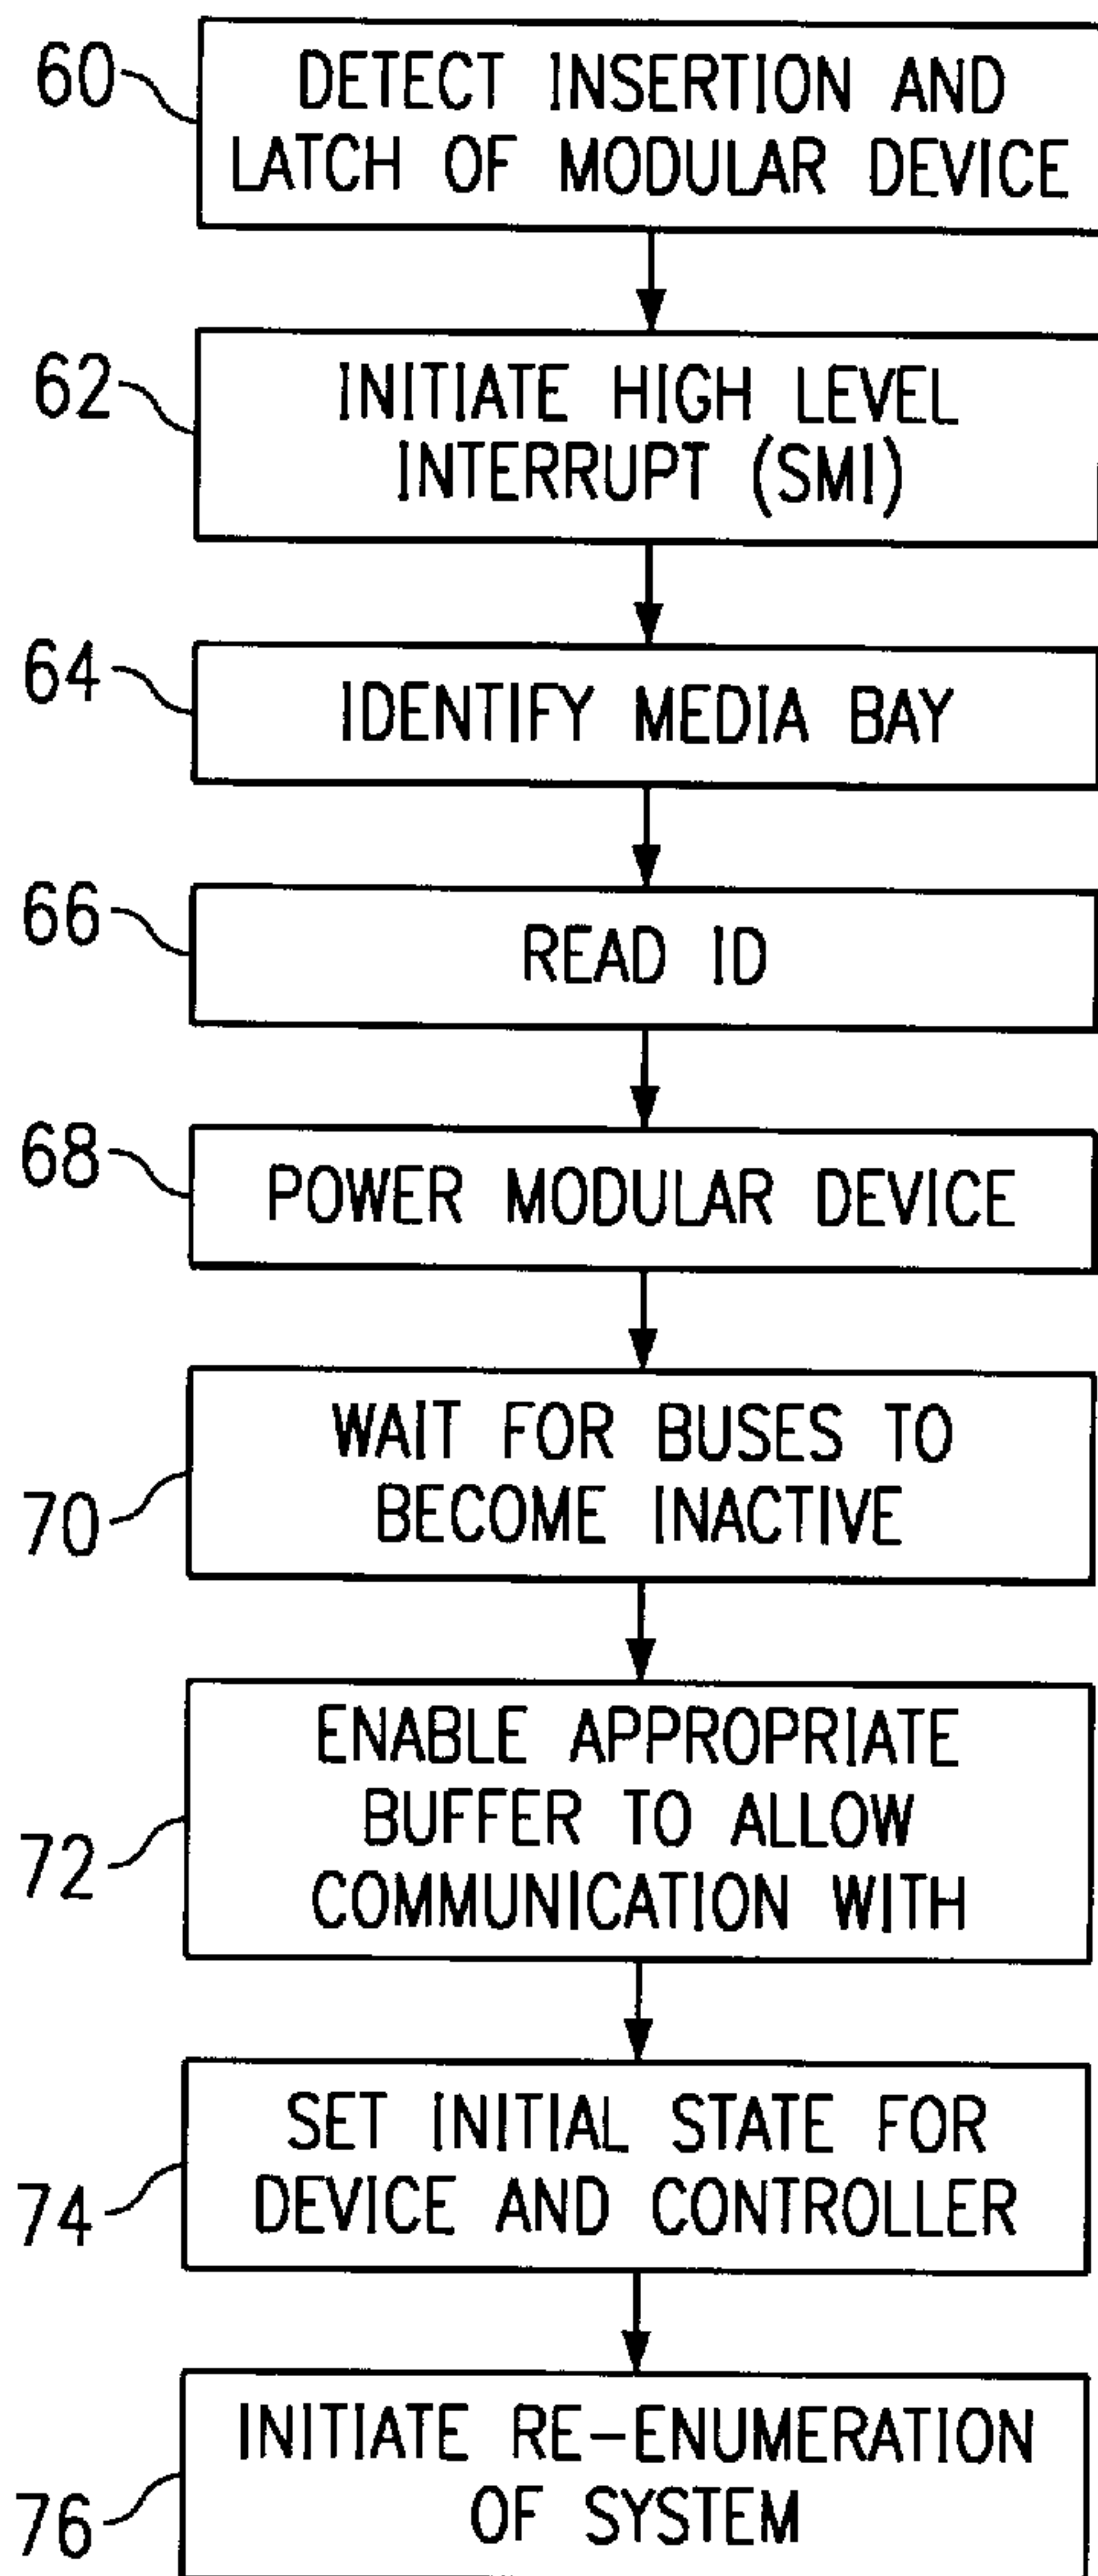 60
DETECT INSERTION AND
LATCH OF MODULAR DEVICE
62
INITIATE HIGH LEVEL
INTERRUPT (SMI)
64
IDENTIFY MEDIA BAY
66
READ ID
68
POWER MODULAR DEVICE
70
WAIT FOR BUSES TO
BECOME INACTIVE
72
ENABLE APPROPRIATE
BUFFER TO ALLOW
COMMUNICATION WITH
74
SET INITIAL STATE FOR
DEVICE AND CONTROLLER
76
INITIATE RE-ENUMERATION
OF SYSTEM